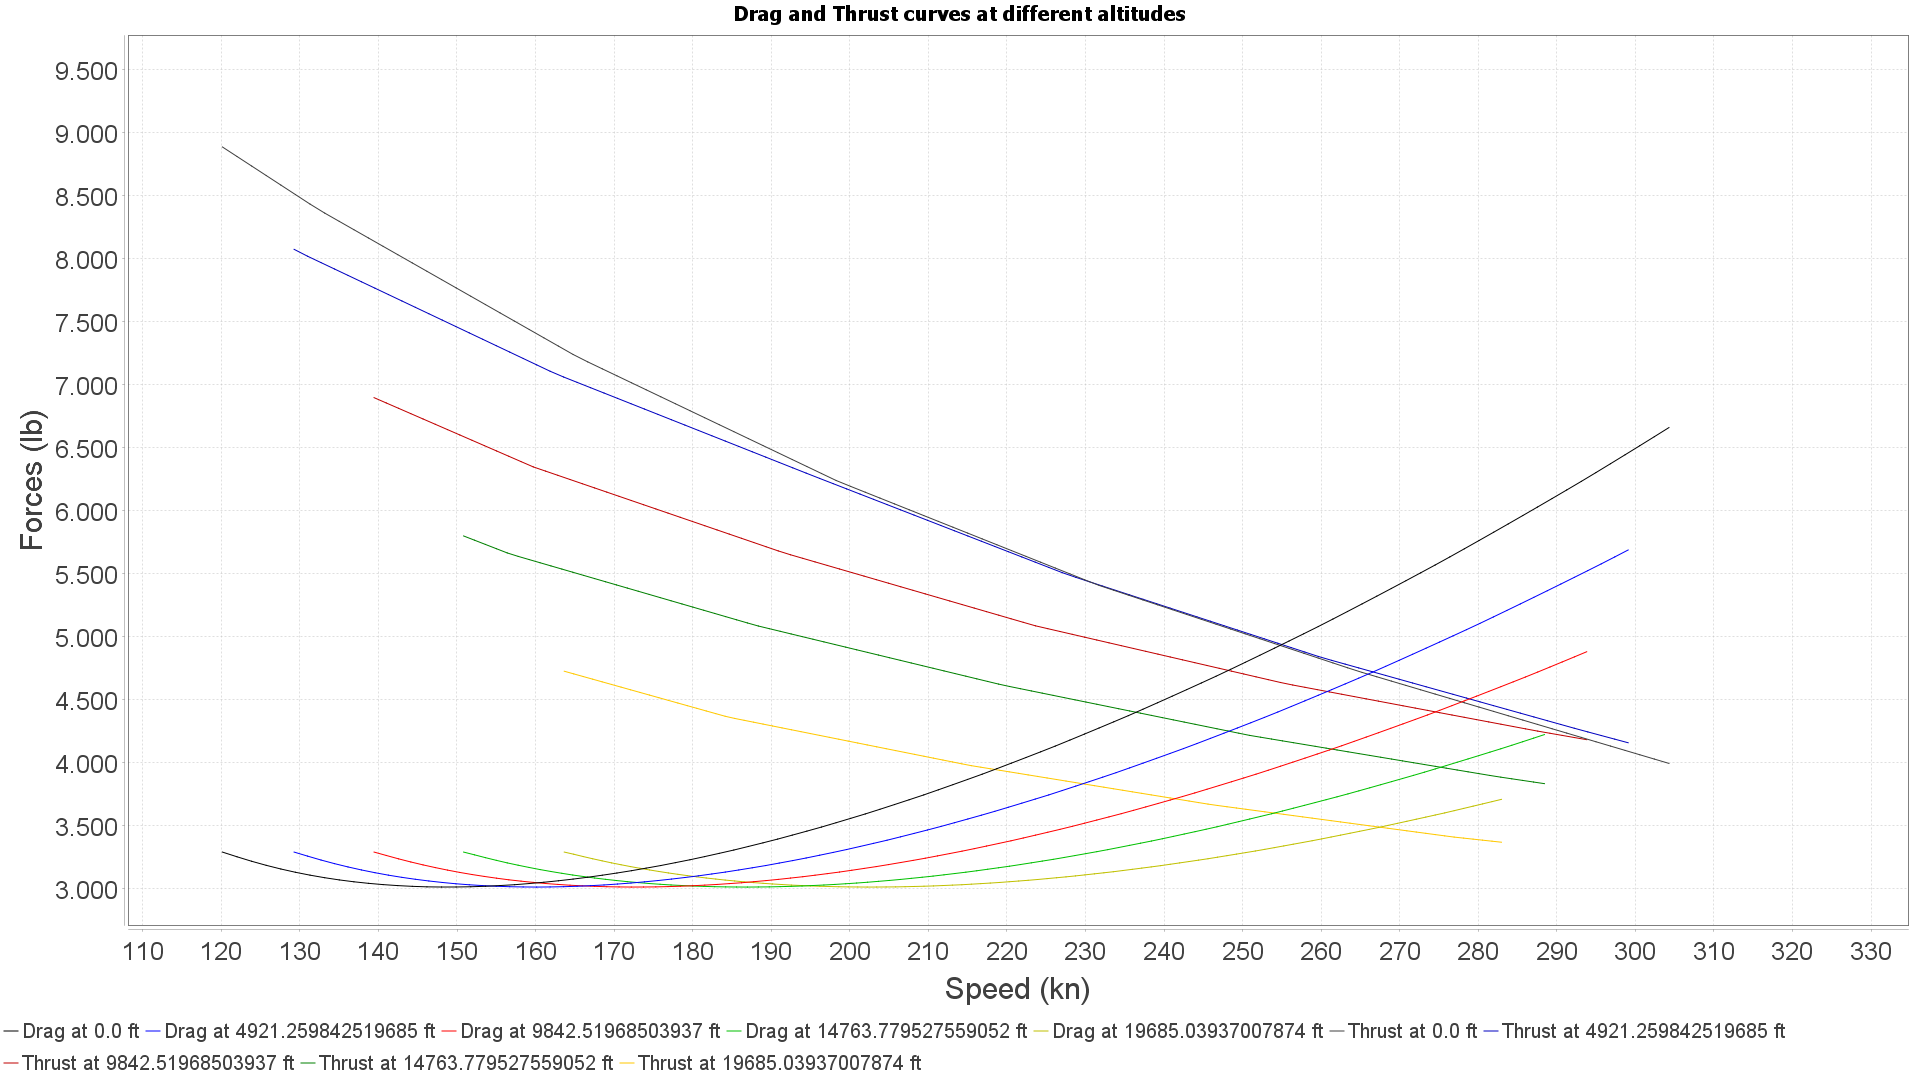 Drag and Thrust curves at different altitudes
9.500
9.000
8.500
8.000
7.500
7.000
6.500
6.000
5.500
5.000
4.500
4.000
3.500
3.000
Forces (lb)
110 120 130 140 150 160 170 180 190 200 210 220 230 240 250 260 270 280 290 300 310 320 330
Speed (kn)
Drag at 0.0 ft Drag at 4921.259842519685 ft Drag at 9842.51968503937 ft Drag at 14763.779527559052 ft Drag at 19685.03937007874 ft Thrust at 0.0 ft Thrust at 4921.259842519685 ft
Thrust at 9842.51968503937 ft Thrust at 14763.779527559052 ft Thrust at 19685.03937007874 ft